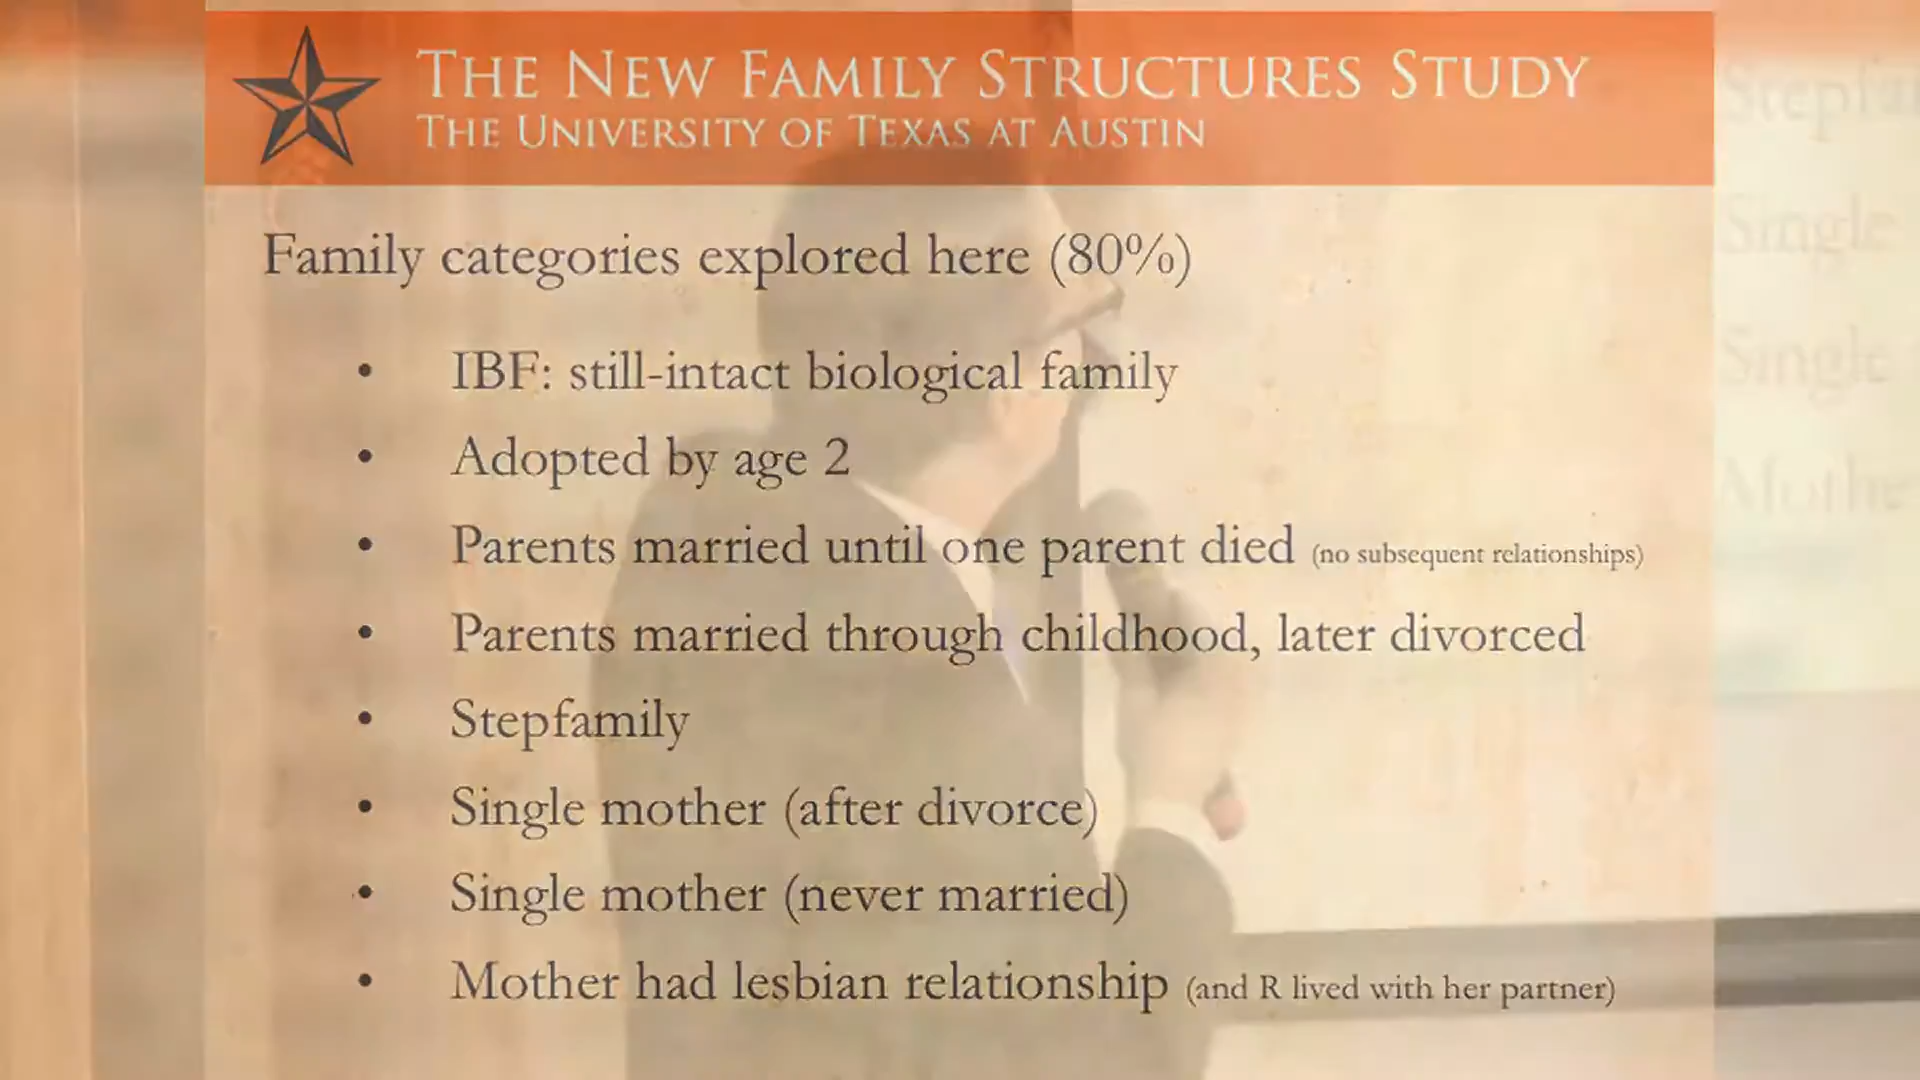 THE NEW FAMILY STRUCTURES STUDY
THE UNIVERSITY OF TEXAS AT AUSTIN
Family categories explored here (80%)
• IBF: still-intact biological family
• Adopted by age 2
• Parents married until one parent died (no subsequent relationships)
• Parents married through childhood, later divorced
• Stepfamily
• Single mother (after divorce)
• Single mother (never married)
• Mother had lesbian relationship (and R lived with her partner)
Single
Single